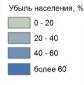 Убыль населения, %
0 - 20
20 - 40
40 - 60
более 60